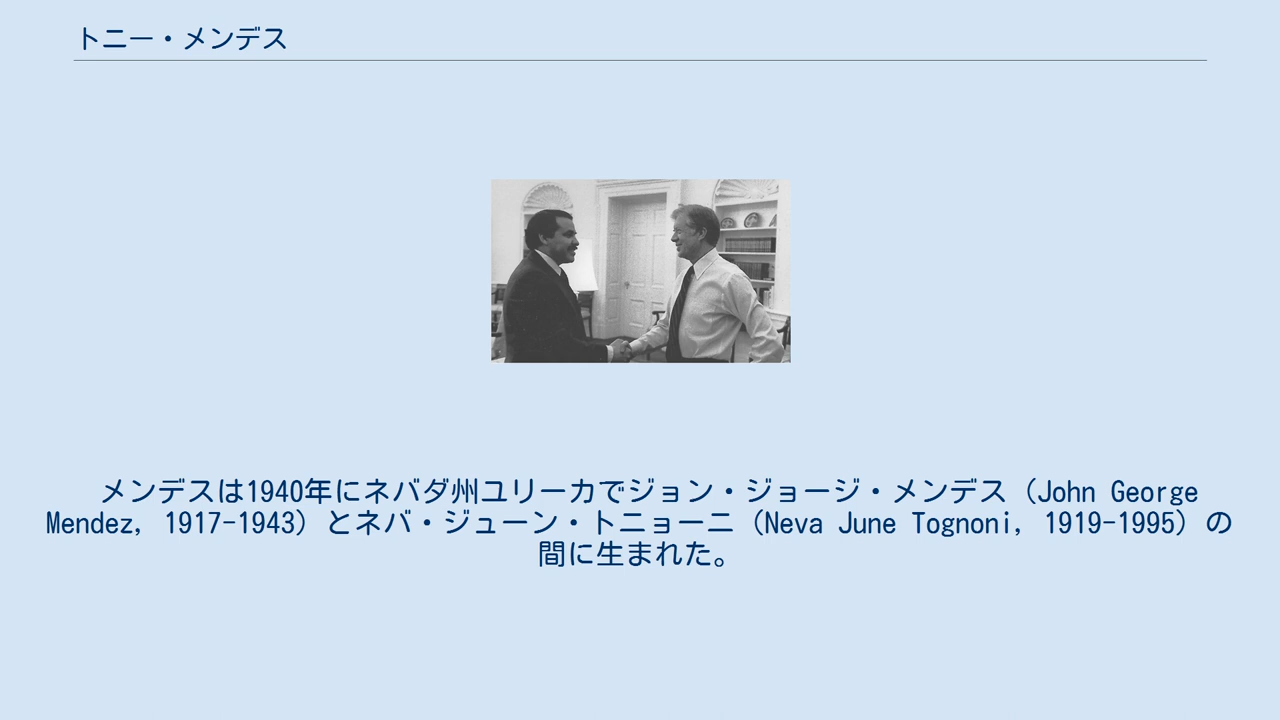 トニー・メンデス
メンデスは1940年にネバダ州ユリーカでジョン・ジョージ・メンデス（John George
Mendez, 1917-1943）とネバ・ジューン・トニョーニ（Neva June Tognoni, 1919-1995）の
間に生まれた。